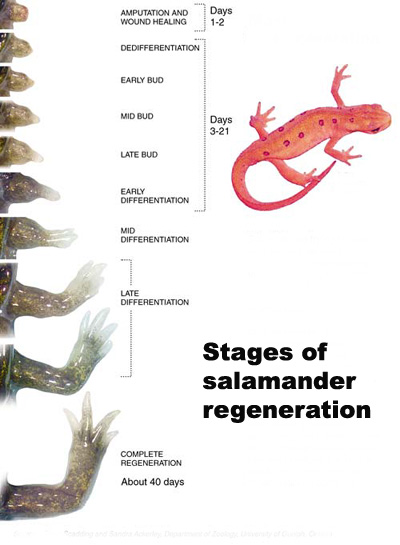 AMPUTATION AND
WOUND HEALING
Days
1-2
DEDIFFERENTIATION
EARLY BUD
MID BUD
Days
3-21
LATE BUD
EARLY
DIFFERENTIATION
MID
DIFFERENTIATION
LATE
DIFFERENTIATION
Stages of
salamander
regeneration
COMPLETE
REGENERATION
About 40 days